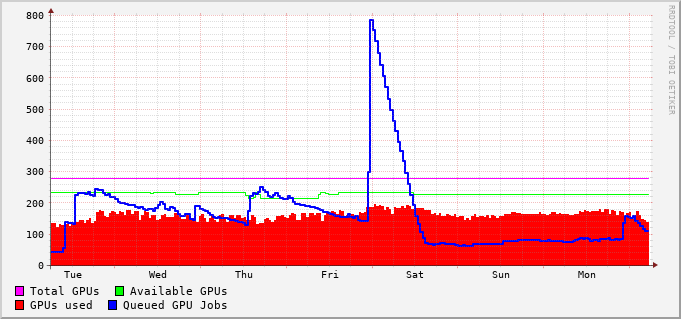 800
700
600
500
400
300
200
100
0
Tue Wed Thu Fri Sat Sun Mon
Total GPUs Available GPUs
GPUs used Queued GPU Jobs
RRDTOOL / TOBI OETIKER